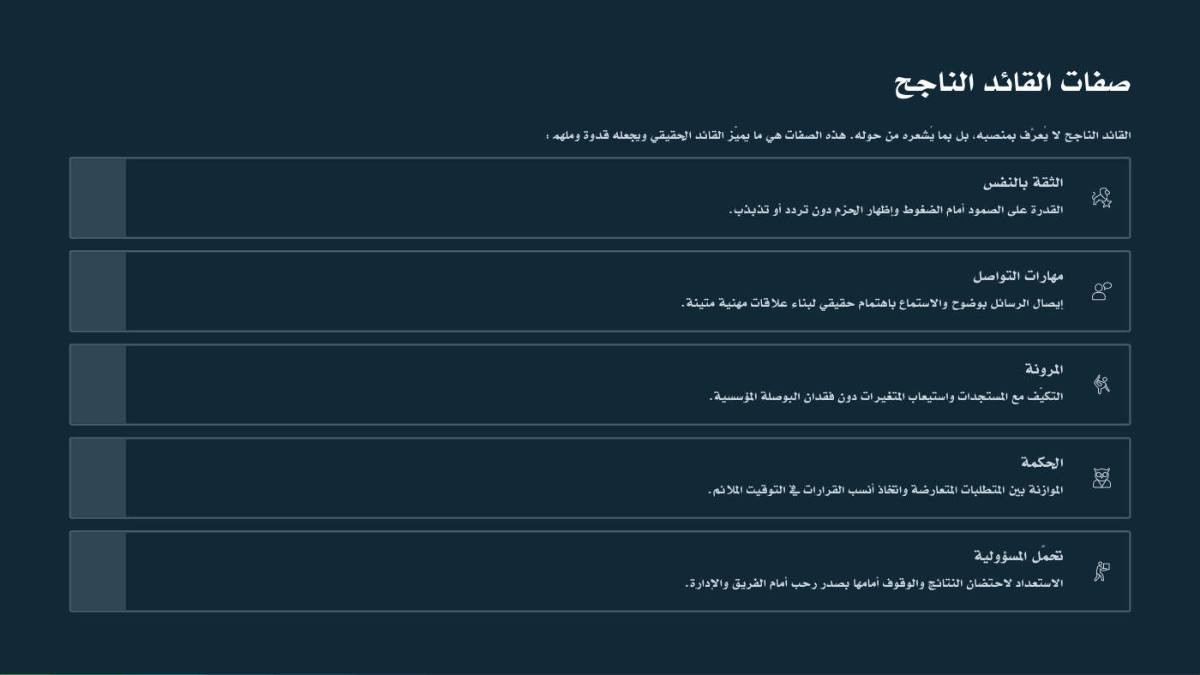 صفات القائد الناجح
القائد الناجح لا يُعرَّف بمنصبه، بل بما يُشعره من حوله. هذه الصفات هي ما يميّز القائد الحقيقي ويجعله قدوة وملهم :
الثقة بالنفس
القدرة على الصمود أمام الضغوط وإظهار الحزم دون تردد أو تذبذب.
مهارات التواصل
إيصال الرسائل بوضوح والاستماع باهتمام حقيقي لبناء علاقات مهنية متينة.
المرونة
التكيّف مع المستجدات واستيعاب المتغيرات دون فقدان البوصلة المؤسسية.
الحكمة
الموازنة بين المتطلبات المتعارضة واتخاذ أنسب القرارات في التوقيت الملائم.
تحمّل المسؤولية
الاستعداد لاحتضان النتائج والوقوف أمامها بصدر رحب أمام الفريق والإدارة.